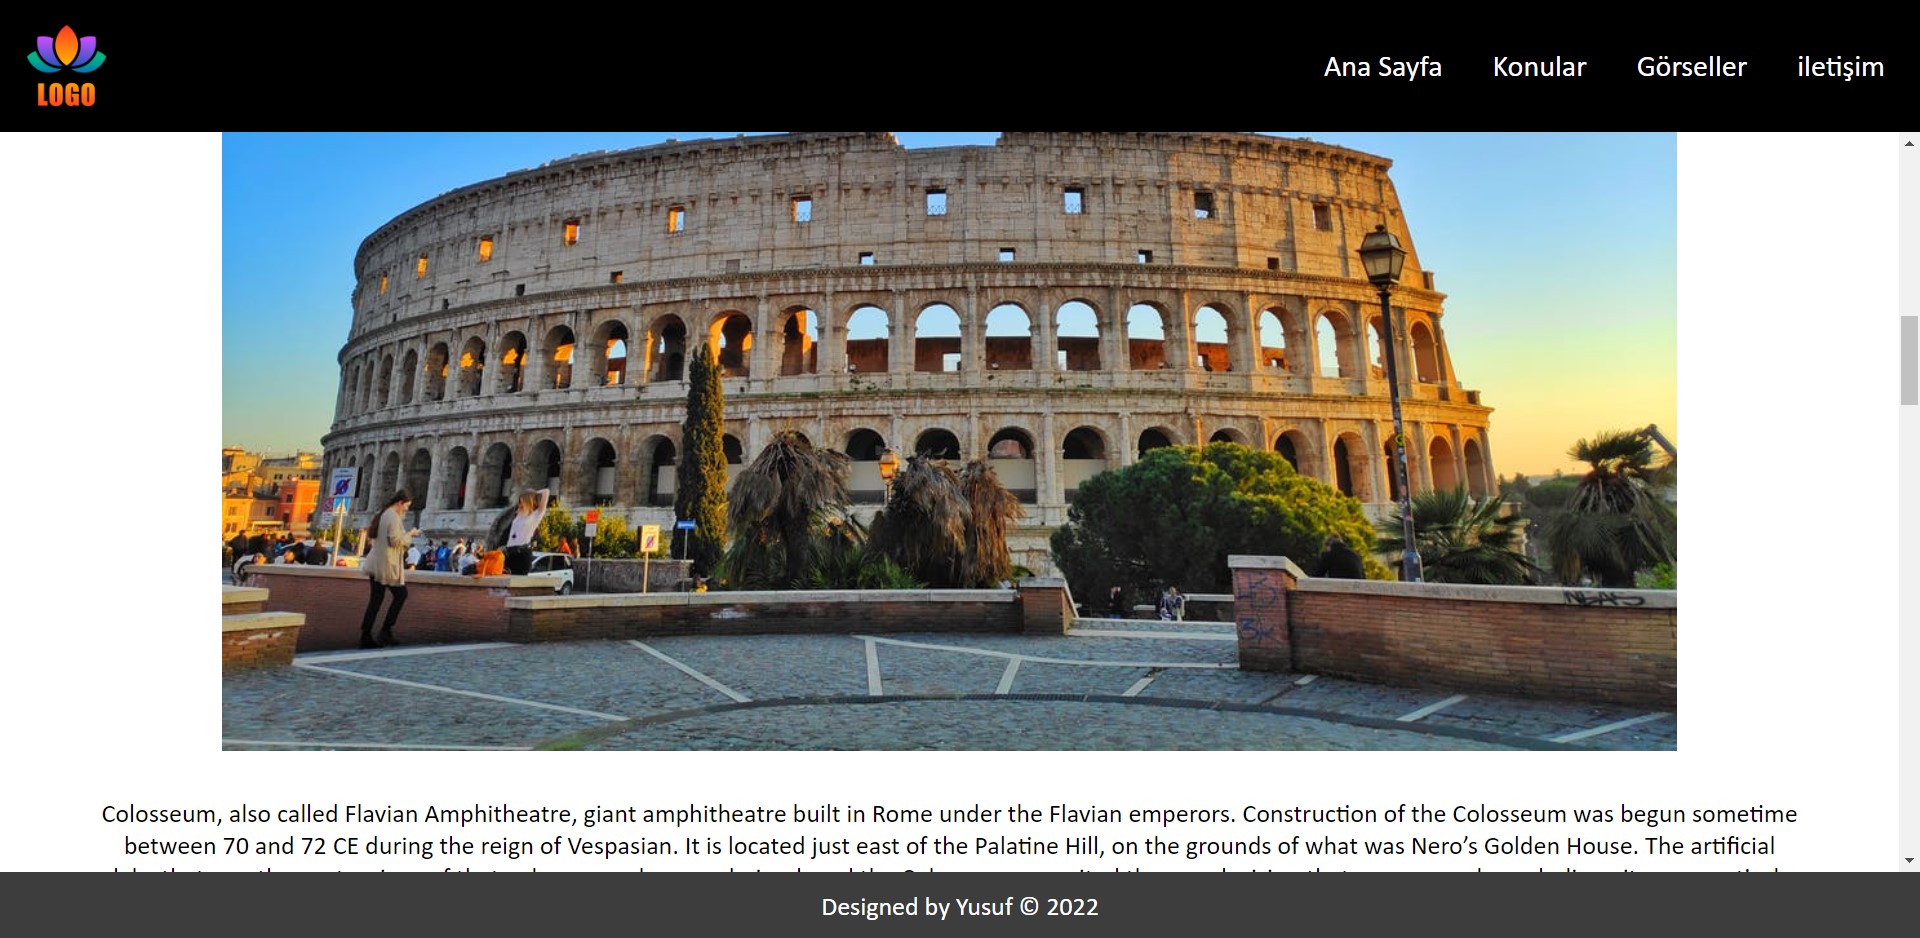 LOGO
Ana Sayfa Konular Görseller iletişim
Colosseum, also called Flavian Amphitheatre, giant amphitheatre built in Rome under the Flavian emperors. Construction of the Colosseum was begun sometime
between 70 and 72 CE during the reign of Vespasian. It is located just east of the Palatine Hill, on the grounds of what was Nero’s Golden House. The artificial
Designed by Yusuf © 2022